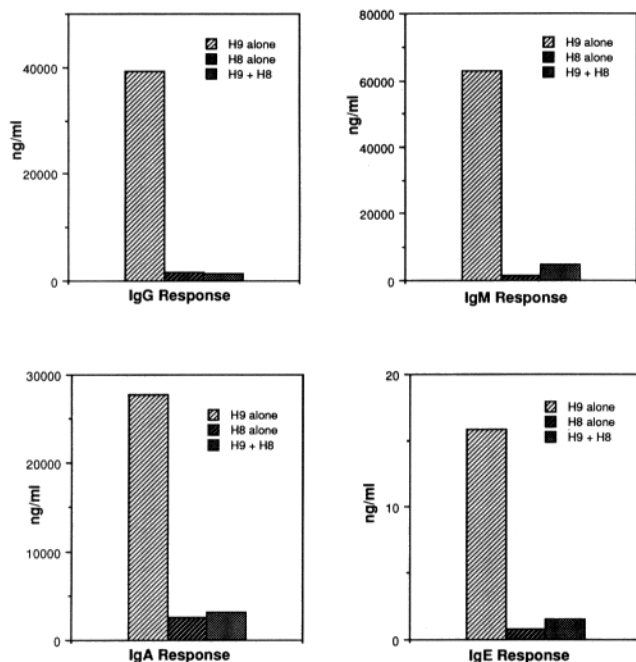 ng/ml
40000
20000
0
H9 alone
H8 alone
H9 + H8
IgG Response
ng/ml
80000
60000
40000
20000
0
H9 alone
H8 alone
H9 + H8
IgM Response
ng/ml
30000
20000
10000
0
H9 alone
H8 alone
H9 + H8
IgA Response
ng/ml
20
10
0
H9 alone
H8 alone
H9 + H8
IgE Response